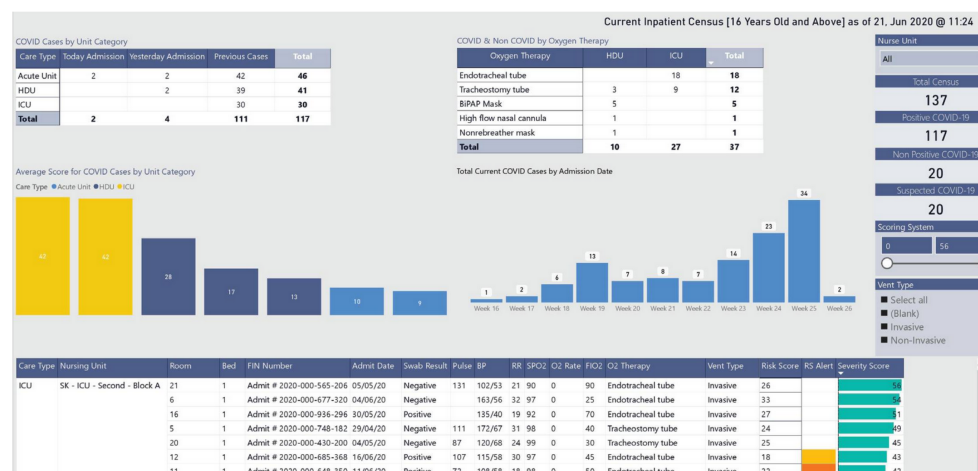 Current Inpatient Census [16 Years Old and Above] as of 21, Jun 2020 @ 11:24
COVID Cases by Unit Category
Care Type Today Admission Yesterday Admission Previous Cases Total
Acute Unit 2 2 42 46
HDU 2 39 41
ICU 30 30
Total 2 4 111 117
COVID & Non COVID by Oxygen Therapy
Oxygen Therapy HDU ICU Total
Endotracheal tube 18 18
Tracheostomy tube 3 9 12
BiPAP Mask 5 5
High flow nasal cannula 1 1
Nonrebreather mask 1 1
Total 10 27 37
Nurse Unit
All
Total Census
137
Positive COVID-19
117
Non Positive COVID-19
20
Suspected COVID-19
20
Scoring System
0 56
Vent Type
Select all
(Blank)
Invasive
Non-Invasive
Average Score for COVID Cases by Unit Category
Care Type Acute Unit HDU ICU
42
28
17
13
10
9
Total Current COVID Cases by Admission Date
1 2 6 13 7 8 7 14 23 34 2
Week 16 Week 17 Week 18 Week 19 Week 20 Week 21 Week 22 Week 23 Week 24 Week 25 Week 26
Care Type Nursing Unit Room Bed FIN Number Admit Date Swab Result Pulse BP RR SPO2 O2 Rate FIO2 O2 Therapy Vent Type Risk Score RS Alert Severity Score
ICU SK - ICU - Second - Block A 21 1 Admit # 2020-000-565-206 05/05/20 Negative 131 102/53 21 90 0 90 Endotracheal tube Invasive 26 56
6 1 Admit # 2020-000-677-320 04/06/20 Negative 163/56 32 97 0 25 Endotracheal tube Invasive 33 54
16 1 Admit # 2020-000-936-296 30/05/20 Positive 135/40 19 92 0 70 Endotracheal tube Invasive 27 51
5 1 Admit # 2020-000-748-182 29/04/20 Negative 111 172/67 31 98 0 40 Tracheostomy tube Invasive 24 49
20 1 Admit # 2020-000-430-200 04/05/20 Negative 87 120/68 24 99 0 30 Tracheostomy tube Invasive 25 45
12 1 Admit # 2020-000-685-368 16/06/20 Positive 107 115/58 30 97 0 45 Endotracheal tube Invasive 18 43